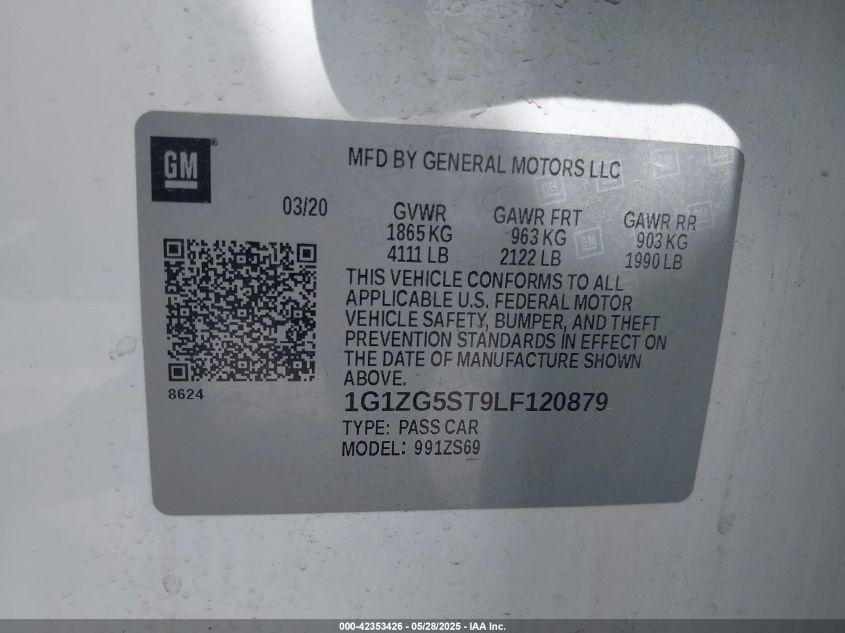 GM
MFD BY GENERAL MOTORS LLC
03/20
GVWR
1865 KG
4111 LB
GAWR FRT
963 KG
2122 LB
GAWR RR
903 KG
1990 LB
THIS VEHICLE CONFORMS TO ALL
APPLICABLE U.S. FEDERAL MOTOR
VEHICLE SAFETY, BUMPER, AND THEFT
PREVENTION STANDARDS IN EFFECT ON
THE DATE OF MANUFACTURE SHOWN
ABOVE.
8624
1G1ZG5ST9LF120879
TYPE: PASS CAR
MODEL: 991ZS69
000-42353426 - 05/28/2025 - IAA Inc.